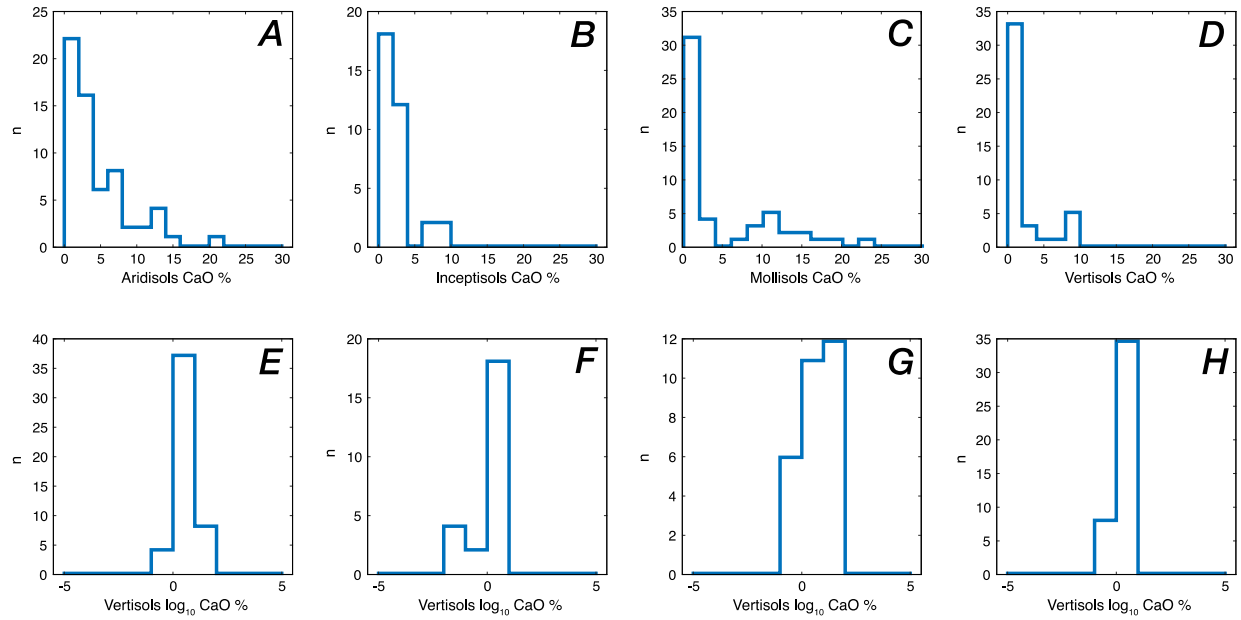 A
25
20
15
10
5
0
n
0 5 10 15 20 25 30
Aridisols CaO %
B
20
15
10
5
0
n
0 5 10 15 20 25 30
Inceptisols CaO %
C
35
30
25
20
15
10
5
0
n
0 5 10 15 20 25 30
Mollisols CaO %
D
35
30
25
20
15
10
5
0
n
0 5 10 15 20 25 30
Vertisols CaO %
E
40
35
30
25
20
15
10
5
0
n
-5 0 5
Vertisols log₁₀ CaO %
F
20
15
10
5
0
n
-5 0 5
Vertisols log₁₀ CaO %
G
12
10
8
6
4
2
0
n
-5 0 5
Vertisols log₁₀ CaO %
H
35
30
25
20
15
10
5
0
n
-5 0 5
Vertisols log₁₀ CaO %